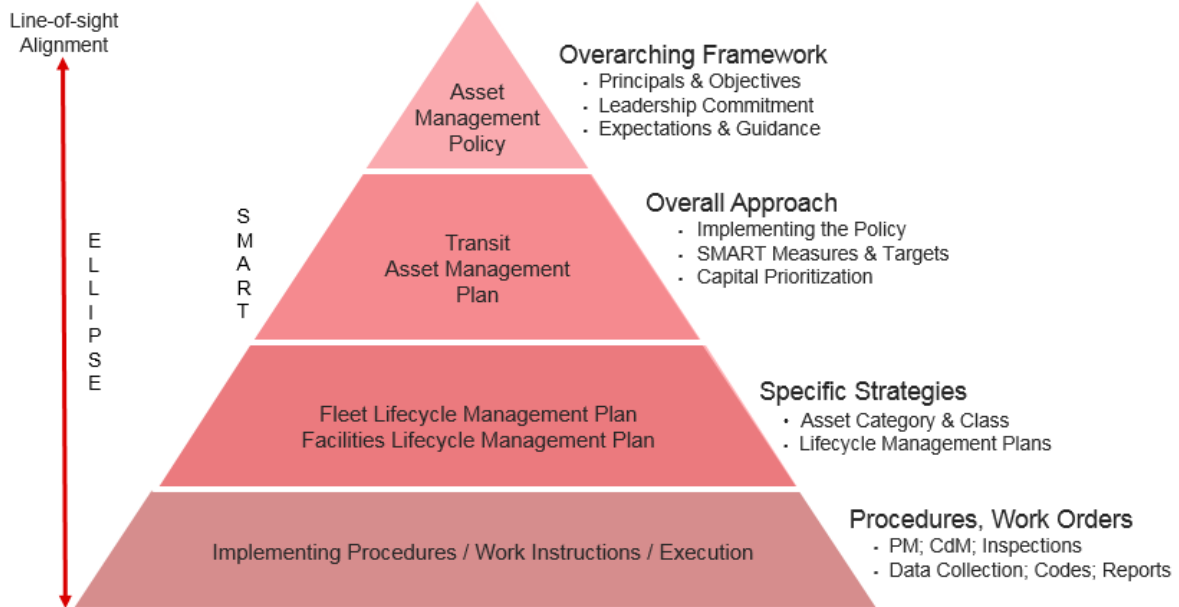 Line-of-sight
Alignment
ELLIPSE
SMART
Asset
Management
Policy
Overarching Framework
· Principals & Objectives
· Leadership Commitment
· Expectations & Guidance
Transit
Asset Management
Plan
Overall Approach
· Implementing the Policy
· SMART Measures & Targets
· Capital Prioritization
Fleet Lifecycle Management Plan
Facilities Lifecycle Management Plan
Specific Strategies
· Asset Category & Class
· Lifecycle Management Plans
Implementing Procedures / Work Instructions / Execution
Procedures, Work Orders
· PM; CdM; Inspections
· Data Collection; Codes; Reports